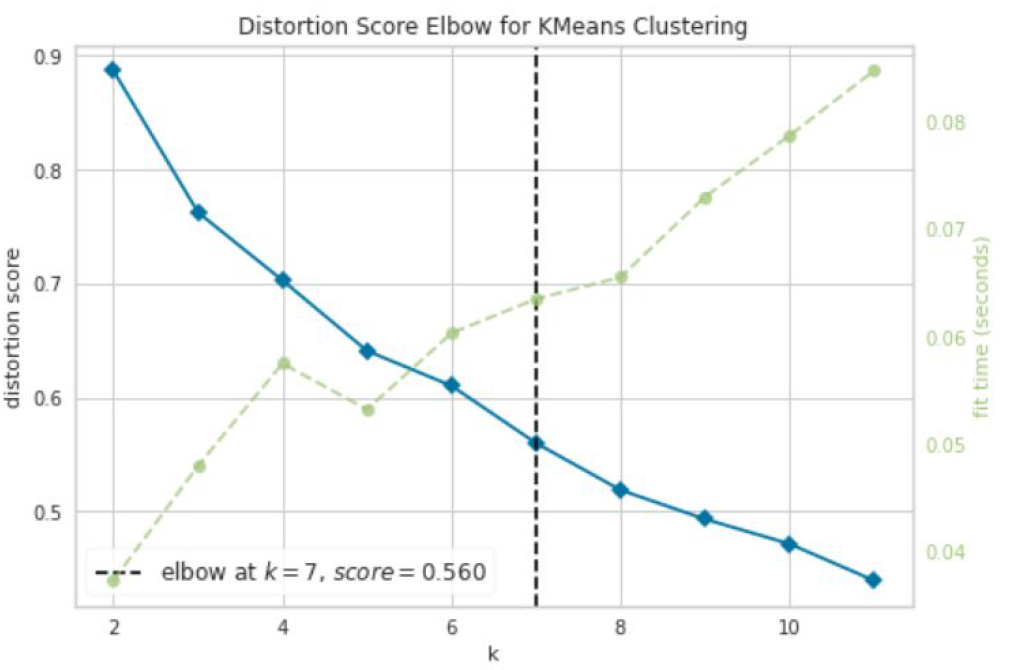 Distortion Score Elbow for KMeans Clustering
0.9
0.8
0.7
0.6
0.5
distortion score
0.08
0.07
0.06
0.05
0.04
fit time (seconds)
elbow at k = 7, score = 0.560
2 4 6 8 10
k